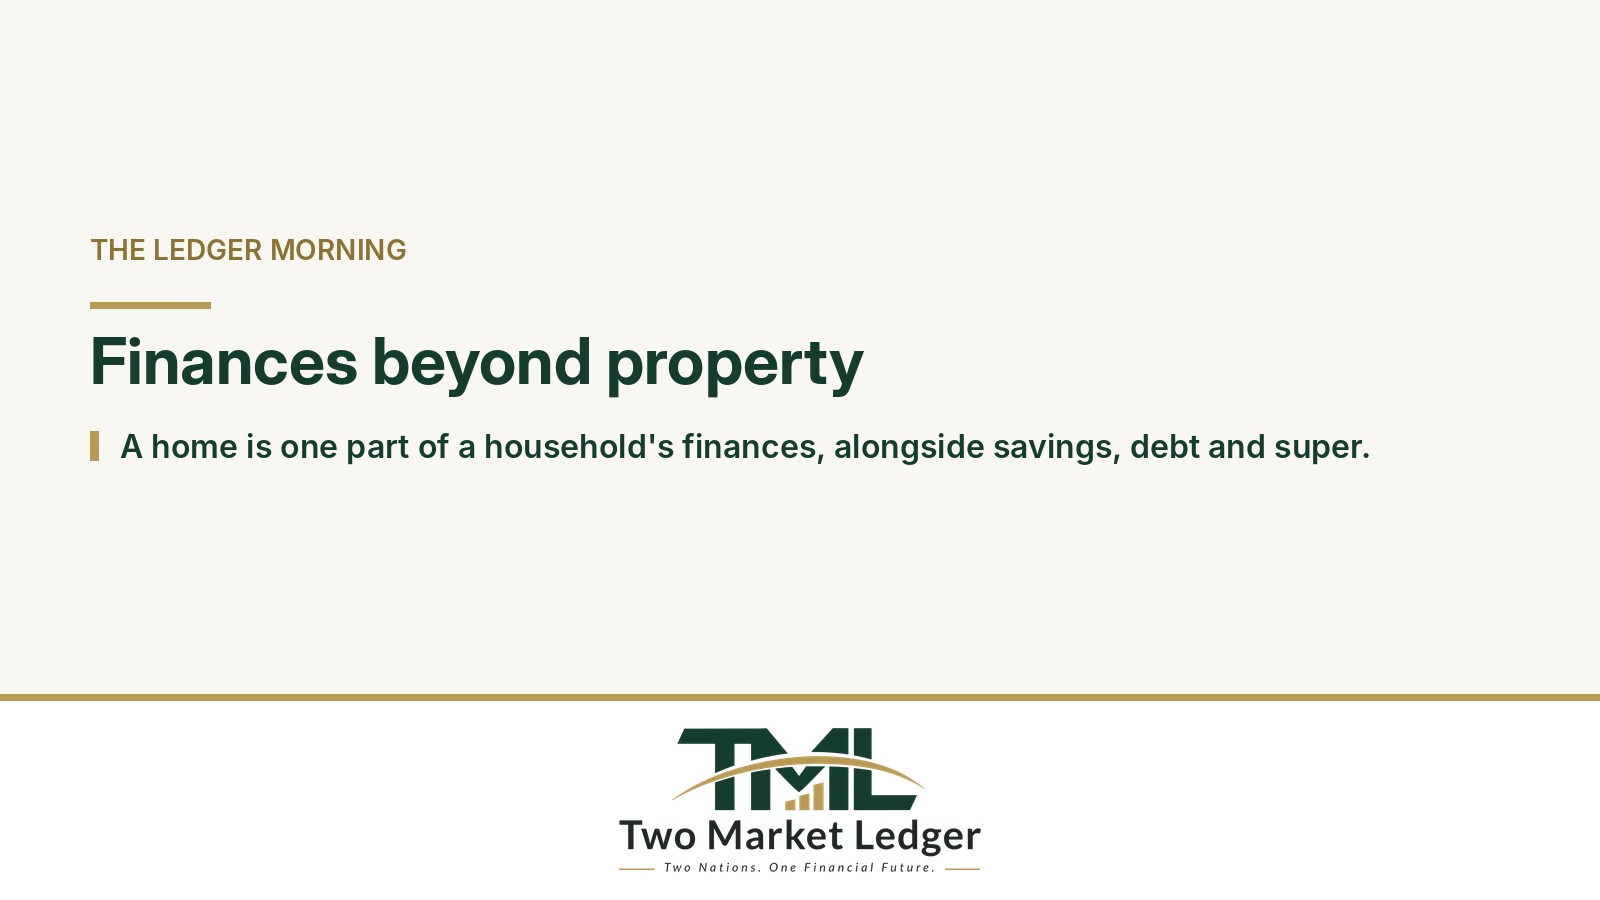 THE LEDGER MORNING
Finances beyond property
A home is one part of a household's finances, alongside savings, debt and super.
TML
Two Market Ledger
Two Nations. One Financial Future.